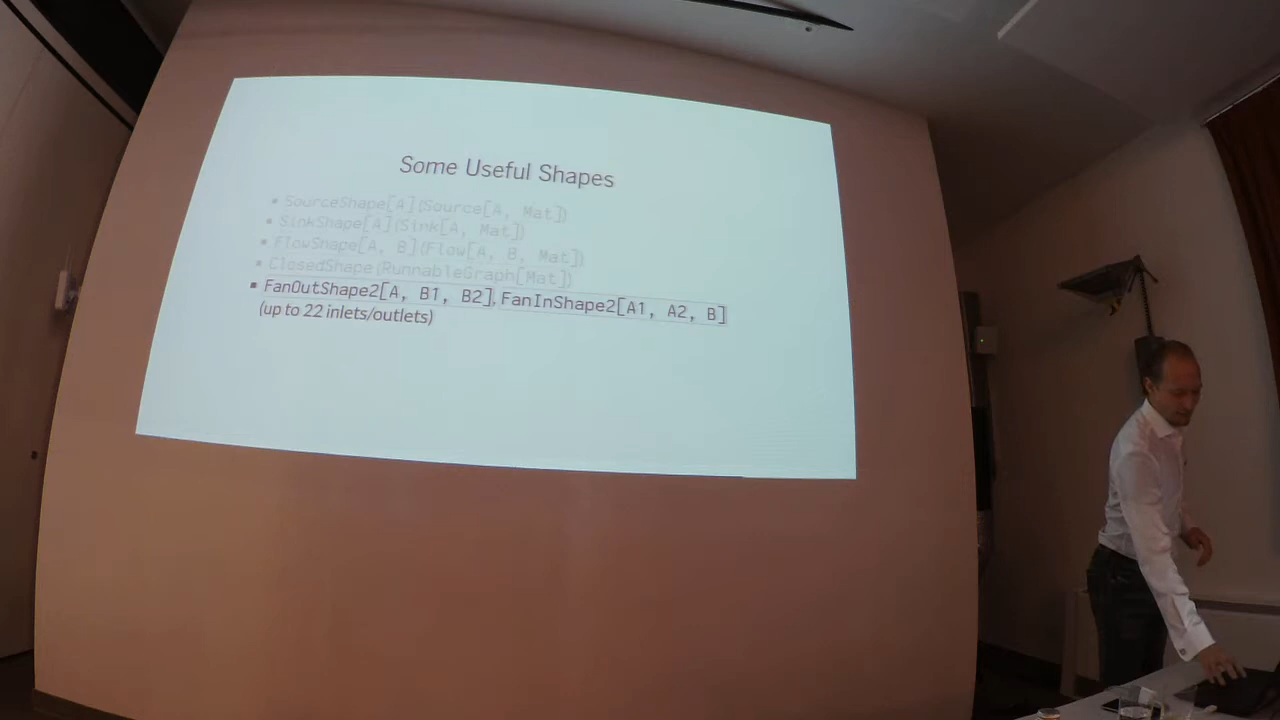 Some Useful Shapes
▪ SourceShape[A](Source[A, Mat])
▪ SinkShape[A](Sink[A, Mat])
▪ FlowShape[A, B](Flow[A, B, Mat])
▪ ClosedShape(RunnableGraph[Mat])
▪ FanOutShape2[A, B1, B2], FanInShape2[A1, A2, B]
(up to 22 inlets/outlets)